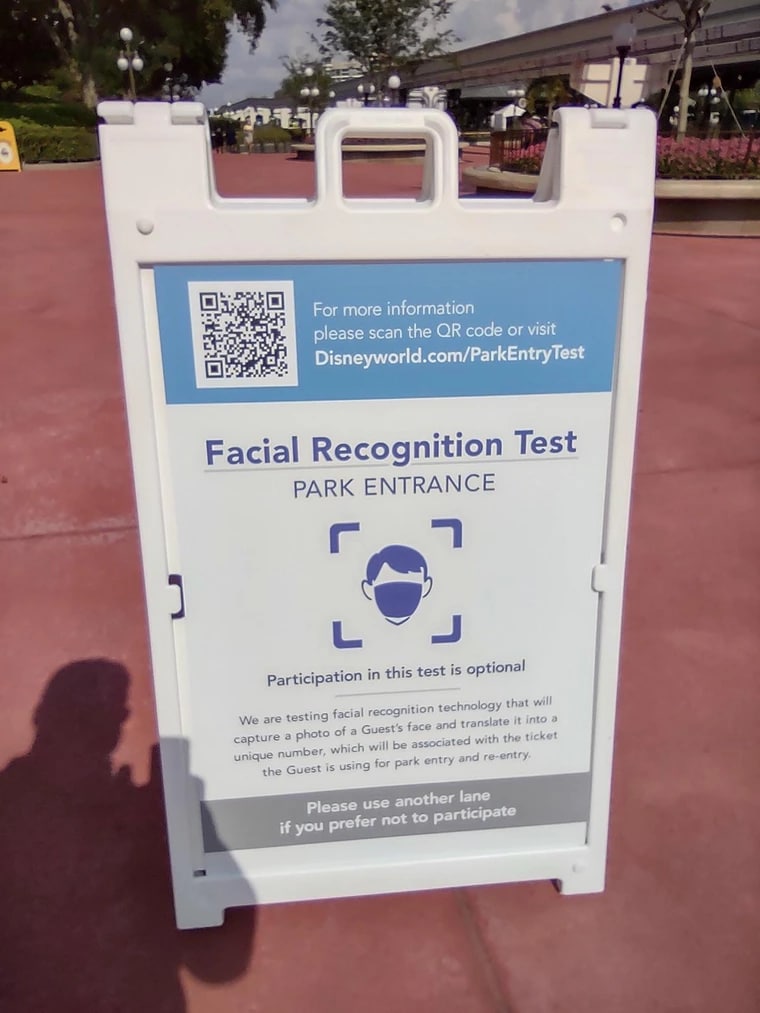 For more information
please scan the QR code or visit
Disneyworld.com/ParkEntryTest
Facial Recognition Test
PARK ENTRANCE
Participation in this test is optional
We are testing facial recognition technology that will
capture a photo of a Guest's face and translate it into a
unique number, which will be associated with the ticket
the Guest is using for park entry and re-entry.
Please use another lane
if you prefer not to participate